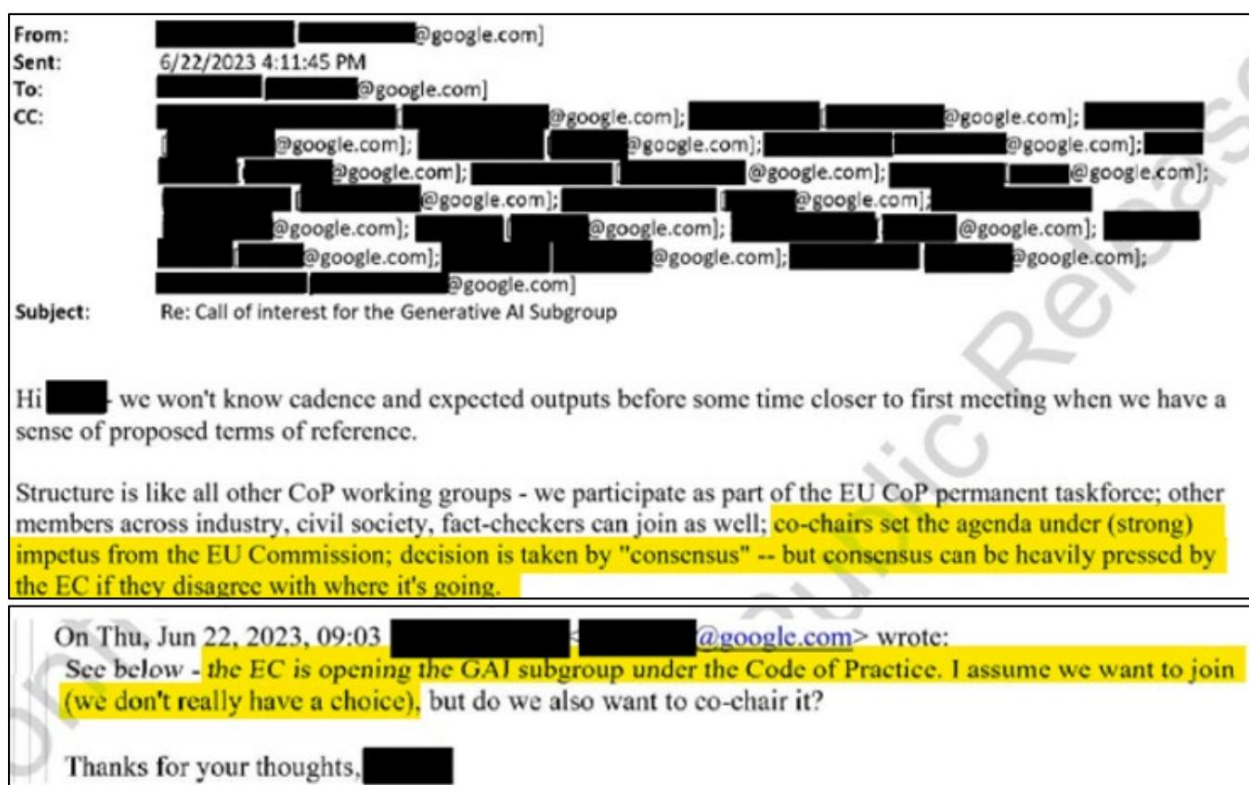 From: @google.com]
Sent: 6/22/2023 4:11:45 PM
To: @google.com]
CC: [ @google.com]; [ @google.com];
[ @google.com]; [ @google.com]; @google.com];
@google.com]; [ @google.com]; [ @google.com];
[ @google.com]; [ @google.com];
@google.com]; [ @google.com]; [ @google.com];
[ @google.com]; @google.com]; @google.com];
@google.com]
Subject: Re: Call of interest for the Generative AI Subgroup
Hi - we won't know cadence and expected outputs before some time closer to first meeting when we have a
sense of proposed terms of reference.
Structure is like all other CoP working groups - we participate as part of the EU CoP permanent taskforce; other
members across industry, civil society, fact-checkers can join as well; co-chairs set the agenda under (strong)
impetus from the EU Commission; decision is taken by "consensus" -- but consensus can be heavily pressed by
the EC if they disagree with where it's going.
On Thu, Jun 22, 2023, 09:03 < @google.com> wrote:
See below - the EC is opening the GAI subgroup under the Code of Practice. I assume we want to join
(we don't really have a choice), but do we also want to co-chair it?
Thanks for your thoughts,
Public Release